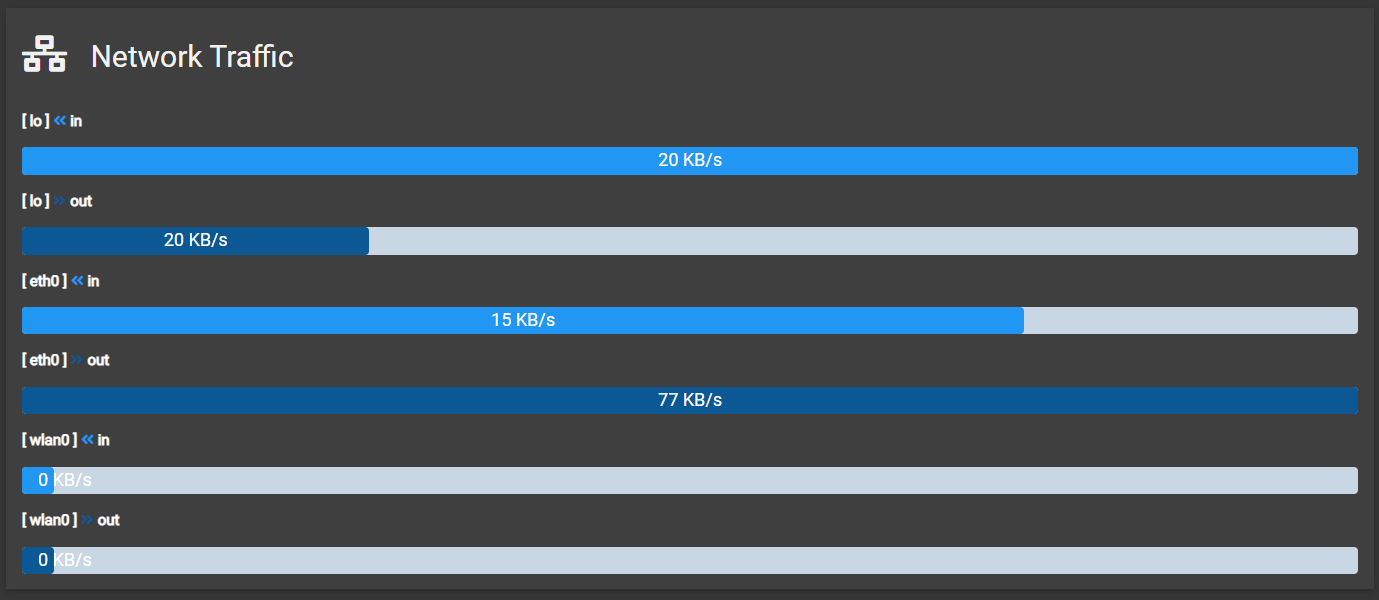 Network Traffic
[ lo ] « in
20 KB/s
[ lo ] » out
20 KB/s
[ eth0 ] « in
15 KB/s
[ eth0 ] » out
77 KB/s
[ wlan0 ] « in
0 KB/s
[ wlan0 ] » out
0 KB/s